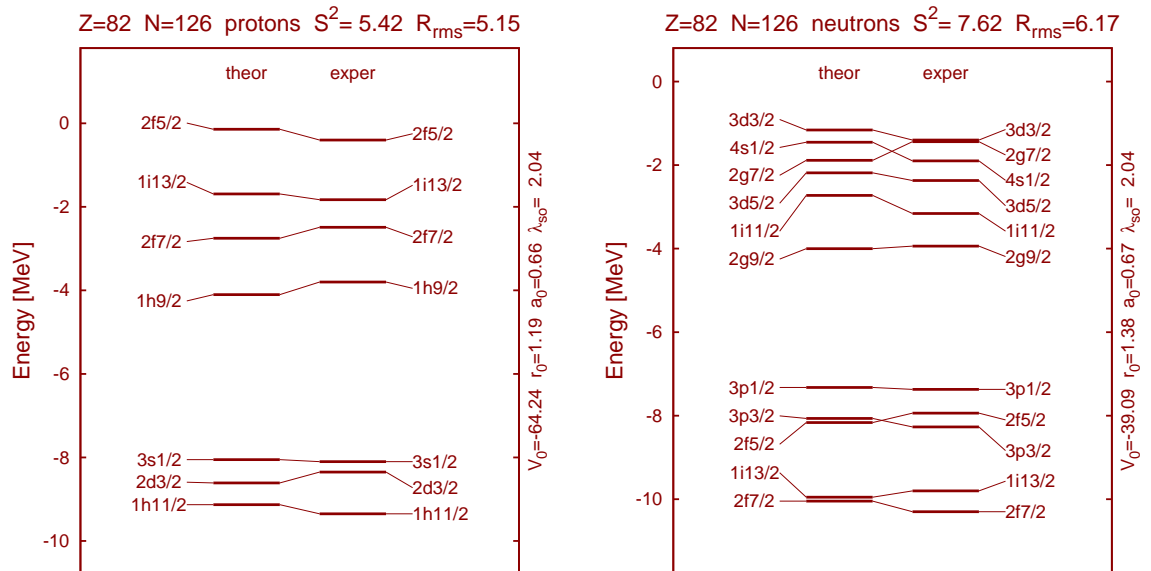 Z=82 N=126 protons S²= 5.42 R_rms=5.15
theor exper
Energy [MeV]
0
-2
-4
-6
-8
-10
2f5/2
1i13/2
2f7/2
1h9/2
3s1/2
2d3/2
1h11/2
2f5/2
1i13/2
2f7/2
1h9/2
3s1/2
2d3/2
1h11/2
V₀=-64.24 r₀=1.19 a₀=0.66 λ_so= 2.04
Z=82 N=126 neutrons S²= 7.62 R_rms=6.17
theor exper
Energy [MeV]
0
-2
-4
-6
-8
-10
3d3/2
4s1/2
2g7/2
3d5/2
1i11/2
2g9/2
3p1/2
3p3/2
2f5/2
1i13/2
2f7/2
3d3/2
2g7/2
4s1/2
3d5/2
1i11/2
2g9/2
3p1/2
2f5/2
3p3/2
1i13/2
2f7/2
V₀=-39.09 r₀=1.38 a₀=0.67 λ_so= 2.04